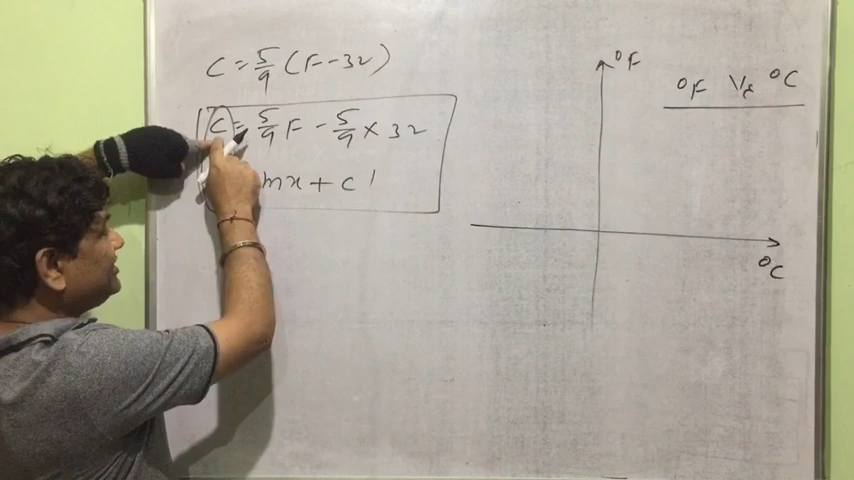 C = 5/9 (F - 32)
C = 5/9 F - 5/9 × 32
mx + c'
°F
°F Vs °C
°C